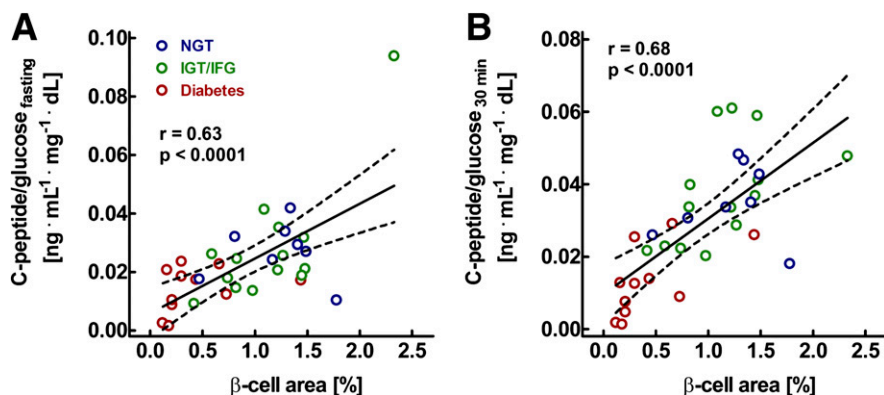 A
C-peptide/glucose fasting
[ng · mL⁻¹ · mg⁻¹ · dL]
0.10
0.08
0.06
0.04
0.02
0.00
NGT
IGT/IFG
Diabetes
r = 0.63
p < 0.0001
0.0 0.5 1.0 1.5 2.0 2.5
β-cell area [%]
B
C-peptide/glucose 30 min
[ng · mL⁻¹ · mg⁻¹ · dL]
0.08
0.06
0.04
0.02
0.00
r = 0.68
p < 0.0001
0.0 0.5 1.0 1.5 2.0 2.5
β-cell area [%]